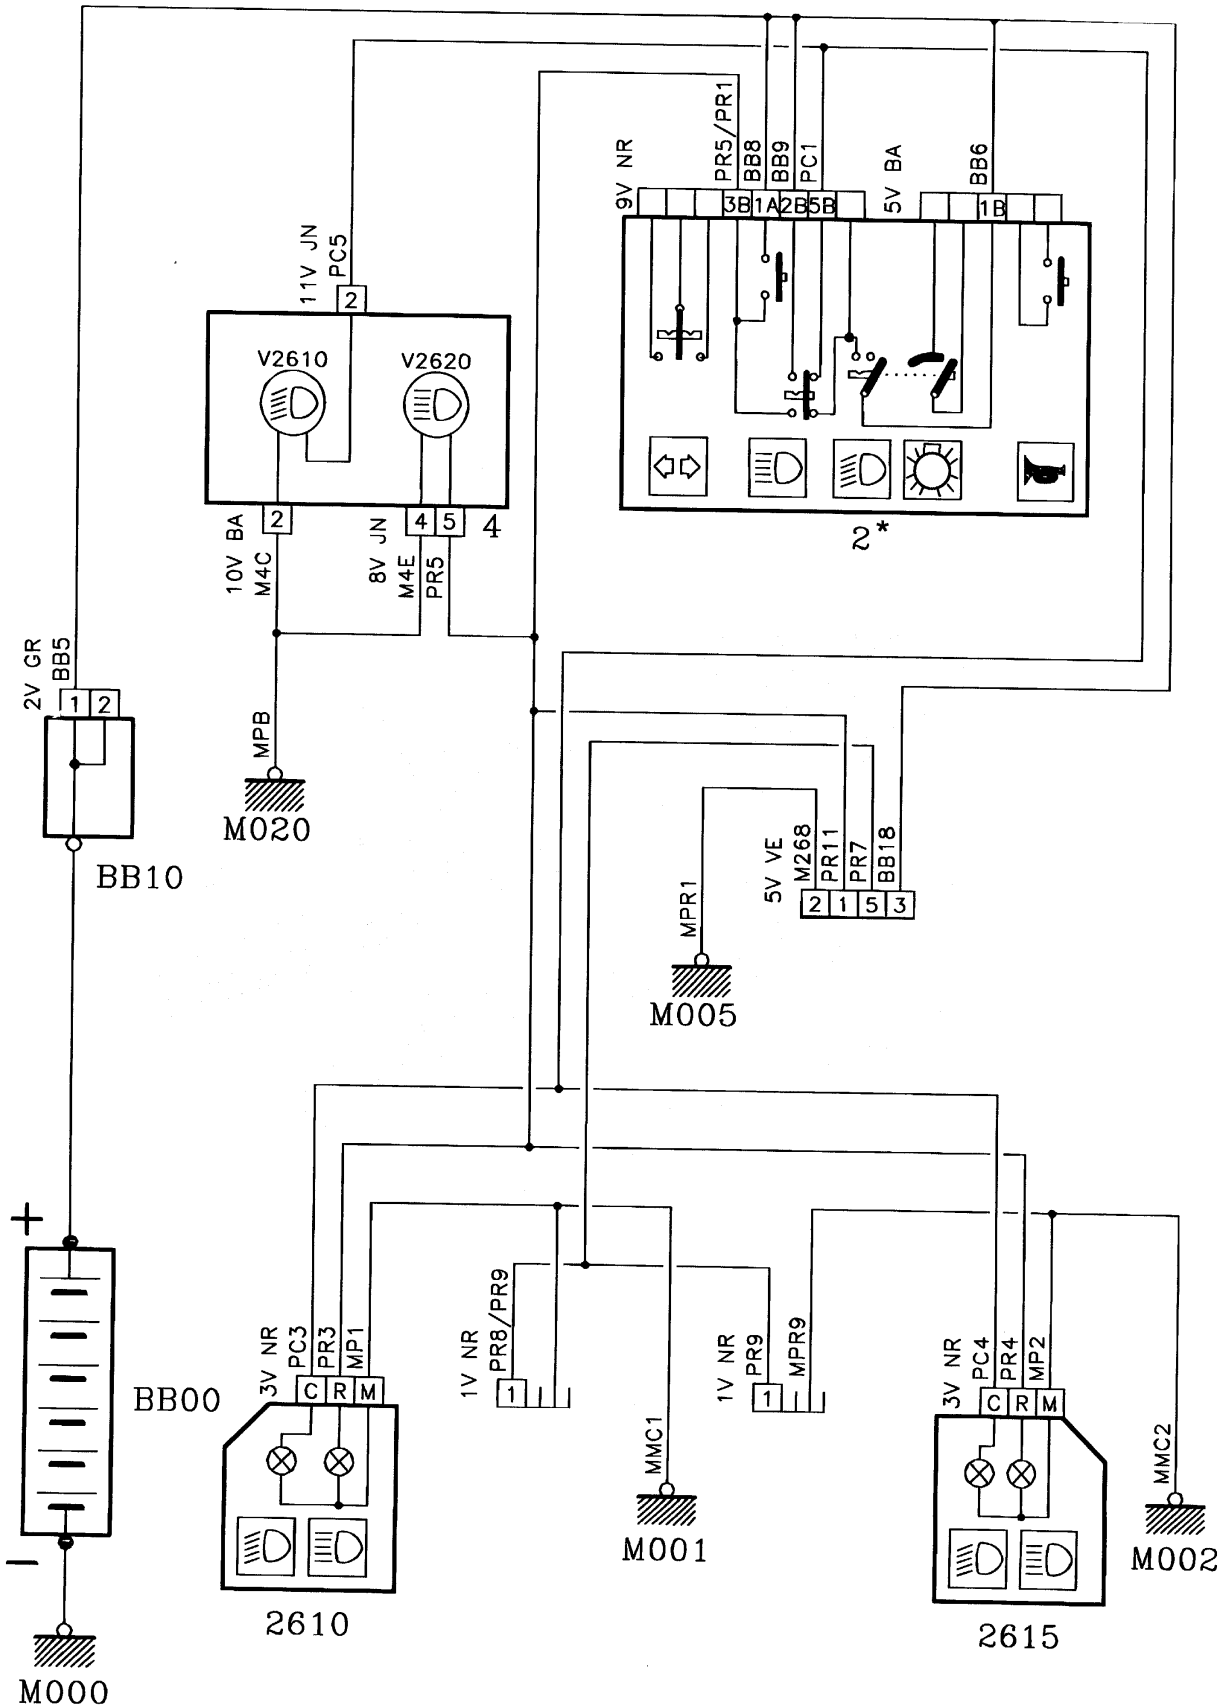 9V NR
PR5/PR1
BB8
BB9
PC1
5V BA
BB6
3B
1A
2B
5B
1B
11V JN
PC5
2
V2610
V2620
2
4
5
4
10V BA
M4C
8V JN
M4E
PR5
2*
2V GR
BB5
1
2
MPB
M020
BB10
5V VE
M268
PR11
PR7
BB18
2
1
5
3
MPR1
M005
+
BB00
−
M000
3V NR
PC3
PR3
MP1
C
R
M
2610
1V NR
PR8/PR9
1
MMC1
M001
1V NR
PR9
MPR9
1
3V NR
PC4
PR4
MP2
C
R
M
2615
MMC2
M002